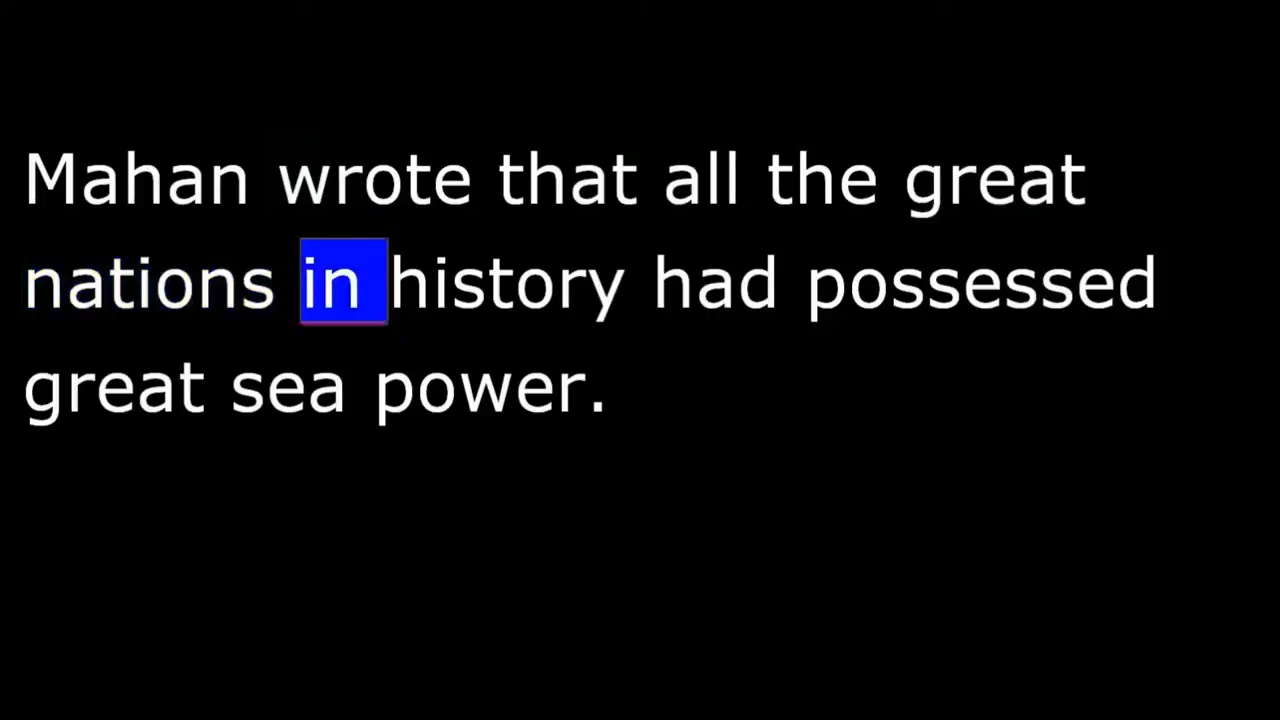 Mahan wrote that all the great
nations in history had possessed
great sea power.